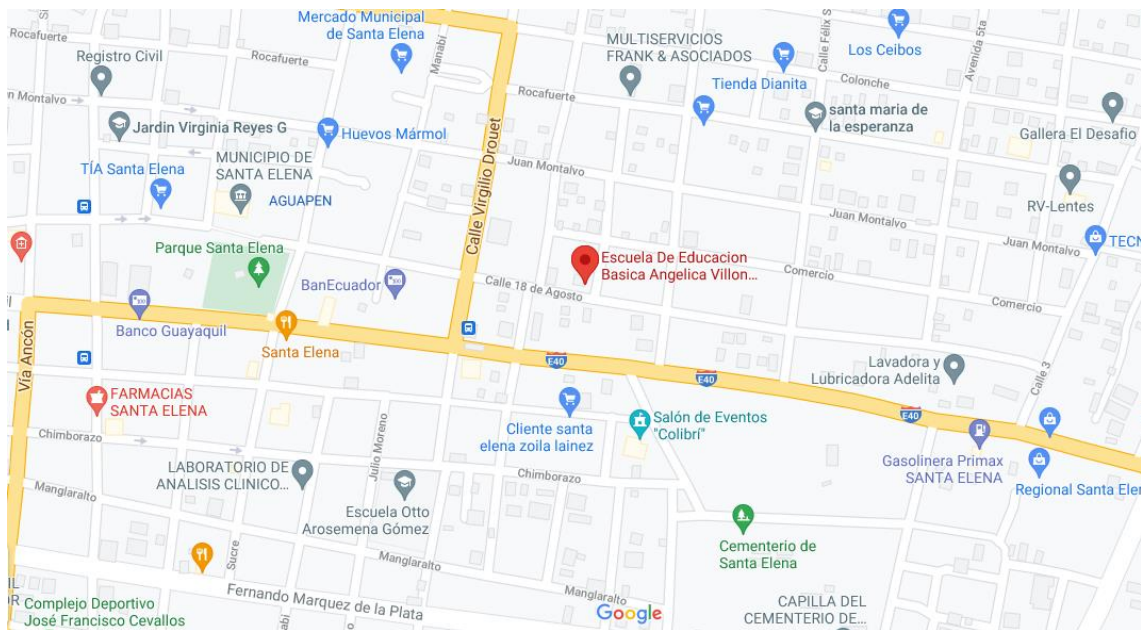 Mercado Municipal
de Santa Elena
Manabí
Registro Civil
Rocafuerte
Rocafuerte
an Montalvo
Jardin Virginia Reyes G
Huevos Mármol
TÍA Santa Elena
MUNICIPIO DE
SANTA ELENA
AGUAPEN
Calle Virgilio Drouet
MULTISERVICIOS
FRANK & ASOCIADOS
Rocafuerte
Tienda Dianita
Calle Félix S
Los Ceibos
Avenida 5ta
Colonche
santa maria de
la esperanza
Gallera El Desafio
Juan Montalvo
RV-Lentes
Juan Montalvo
Juan Montalvo
TECN
Parque Santa Elena
BanEcuador
Escuela De Educacion
Basica Angelica Villon...
Calle 18 de Agosto
Comercio
Comercio
Banco Guayaquil
Santa Elena
Vía Ancón
E40
E40
E40
Lavadora y
Lubricadora Adelita
Calle 3
FARMACIAS
SANTA ELENA
Cliente santa
elena zoila lainez
Salón de Eventos
"Colibrí"
Gasolinera Primax
SANTA ELENA
Regional Santa Elen
Chimborazo
Julio Moreno
LABORATORIO DE
ANALISIS CLINICO...
Chimborazo
Manglaralto
Escuela Otto
Arosemena Gómez
Cementerio de
Santa Elena
Sucre
Manglaralto
Manglaralto
Fernando Marquez de la Plata
Complejo Deportivo
José Francisco Cevallos
Google
CAPILLA DEL
CEMENTERIO DE...